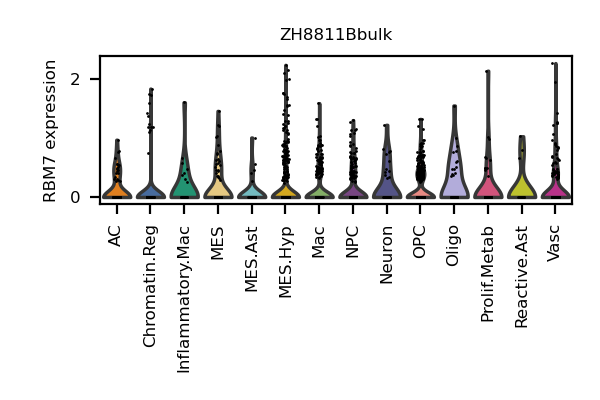 ZH8811Bbulk
RBM7 expression
2
0
AC
Chromatin.Reg
Inflammatory.Mac
MES
MES.Ast
MES.Hyp
Mac
NPC
Neuron
OPC
Oligo
Prolif.Metab
Reactive.Ast
Vasc